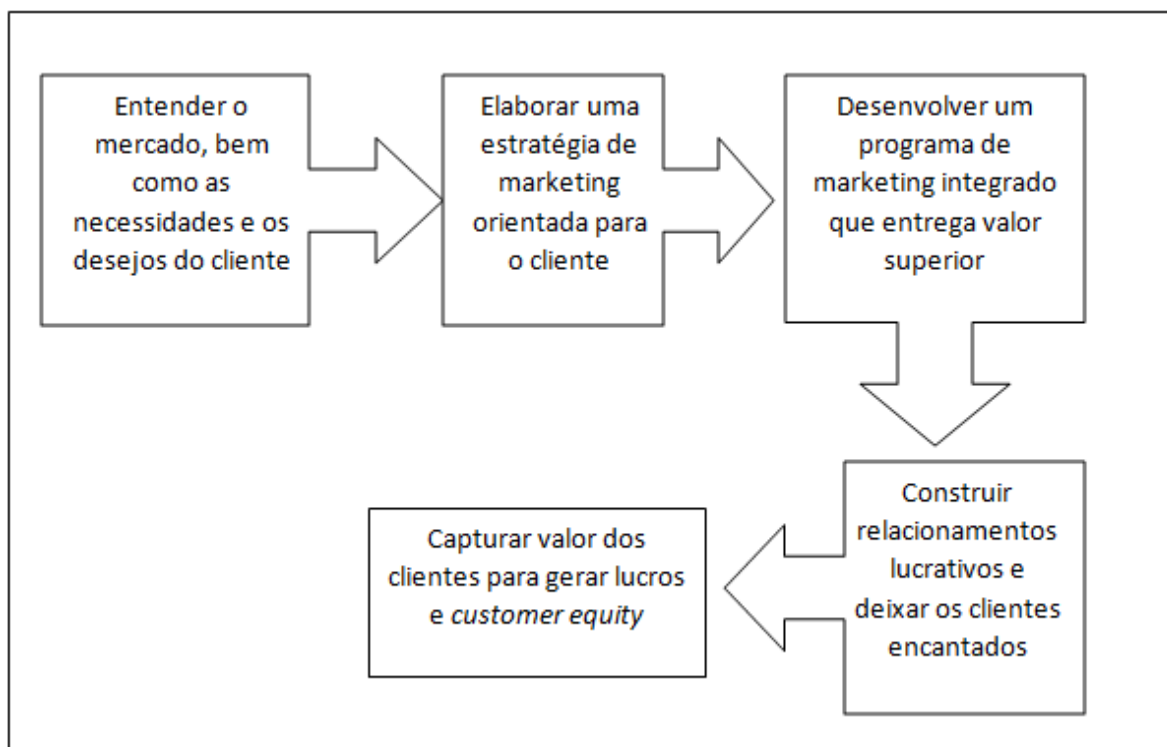 Entender o
mercado, bem
como as
necessidades e os
desejos do cliente
Elaborar uma
estratégia de
marketing
orientada para
o cliente
Desenvolver um
programa de
marketing integrado
que entrega valor
superior
Construir
relacionamentos
lucrativos e
deixar os clientes
encantados
Capturar valor dos
clientes para gerar lucros
e customer equity